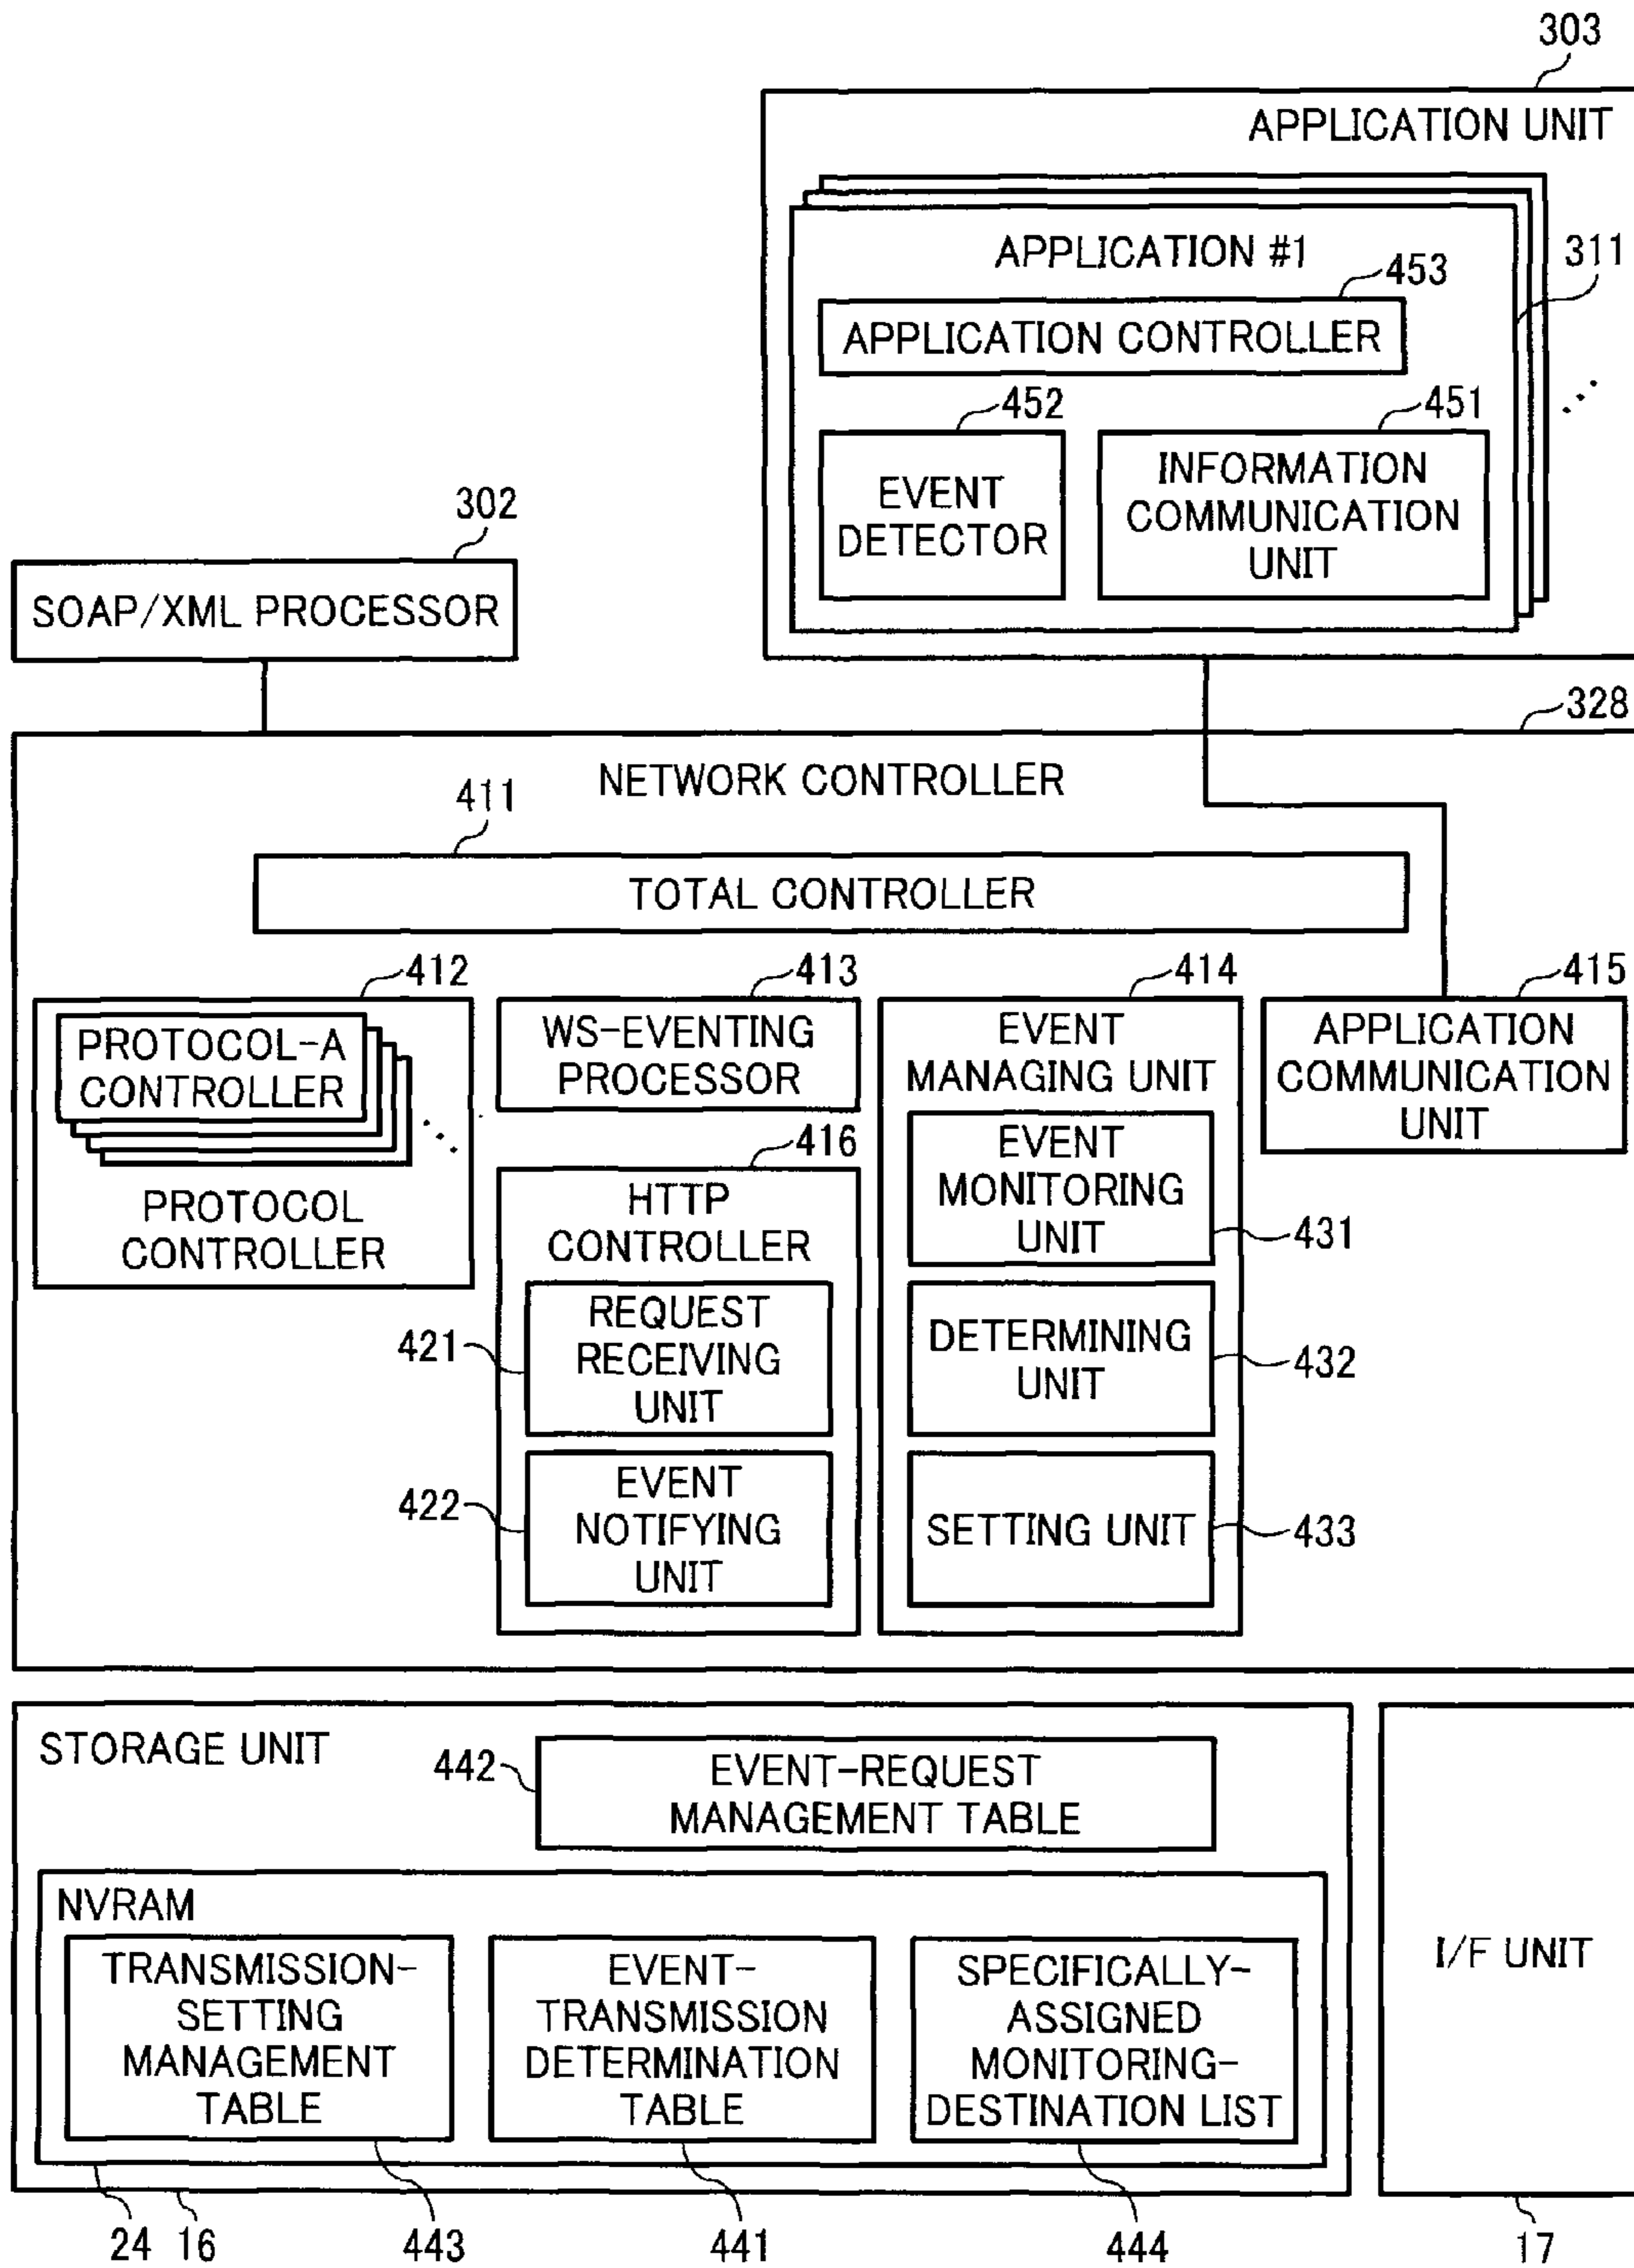 303
APPLICATION UNIT
APPLICATION #1
311
453
APPLICATION CONTROLLER
452
EVENT
DETECTOR
451
INFORMATION
COMMUNICATION
UNIT
302
SOAP/XML PROCESSOR
328
NETWORK CONTROLLER
411
TOTAL CONTROLLER
412
PROTOCOL-A
CONTROLLER
PROTOCOL
CONTROLLER
413
WS-EVENTING
PROCESSOR
416
HTTP
CONTROLLER
421
REQUEST
RECEIVING
UNIT
422
EVENT
NOTIFYING
UNIT
414
EVENT
MANAGING UNIT
EVENT
MONITORING
UNIT
431
DETERMINING
UNIT
432
SETTING UNIT
433
415
APPLICATION
COMMUNICATION
UNIT
STORAGE UNIT
442
EVENT-REQUEST
MANAGEMENT TABLE
NVRAM
TRANSMISSION-
SETTING
MANAGEMENT
TABLE
EVENT-
TRANSMISSION
DETERMINATION
TABLE
SPECIFICALLY-
ASSIGNED
MONITORING-
DESTINATION LIST
I/F UNIT
24
16
443
441
444
17